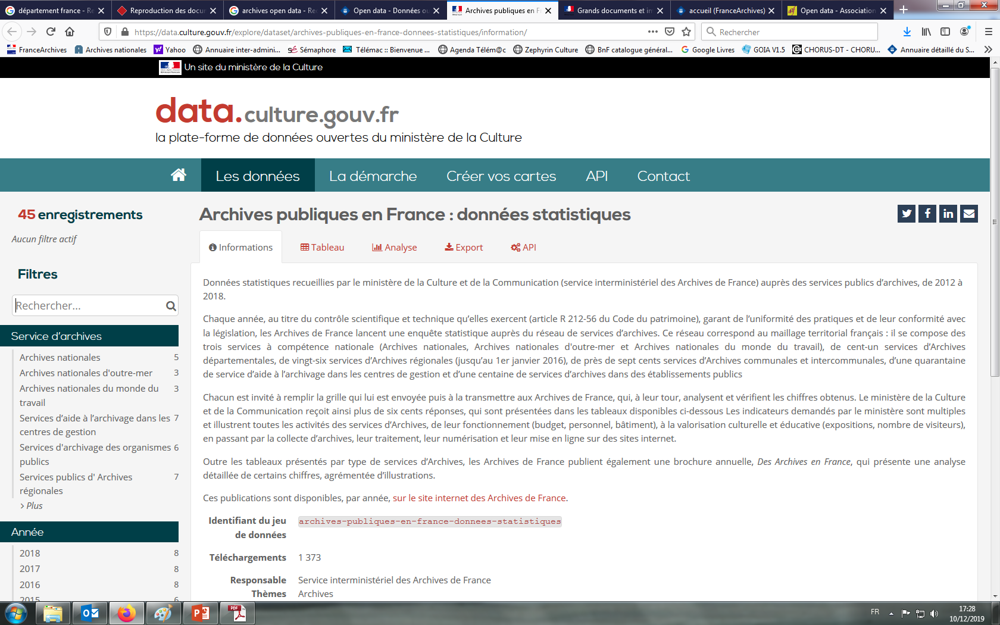 département france - Re
Reproduction des docur
archives open data - Re
Open data - Données ou
Archives publiques en F
Grands documents et in
accueil (FranceArchives)
Open data - Association
https://data.culture.gouv.fr/explore/dataset/archives-publiques-en-france-donnees-statistiques/information/
Rechercher
FranceArchives
Archives nationales
Yahoo
Annuaire inter-admini...
Sémaphore
Télémac :: Bienvenue ...
Agenda Télém@c
Zephyrin Culture
BnF catalogue général...
Google Livres
GOIA V1.5
CHORUS-DT - CHORU...
Annuaire détaillé du S...
Un site du ministère de la Culture
data.culture.gouv.fr
la plate-forme de données ouvertes du ministère de la Culture
Les données
La démarche
Créer vos cartes
API
Contact
45 enregistrements
Aucun filtre actif
Filtres
Rechercher...
Service d'archives
Archives nationales 5
Archives nationales d'outre-mer 3
Archives nationales du monde du 3
travail
Services d'aide à l'archivage dans les 7
centres de gestion
Services d'archivage des organismes 6
publics
Services publics d' Archives 7
régionales
> Plus
Année
2018 8
2017 8
2016 8
2015 6
Archives publiques en France : données statistiques
Informations
Tableau
Analyse
Export
API
Données statistiques recueillies par le ministère de la Culture et de la Communication (service interministériel des Archives de France) auprès des services publics d'archives, de 2012 à
2018.
Chaque année, au titre du contrôle scientifique et technique qu'elles exercent (article R 212-56 du Code du patrimoine), garant de l'uniformité des pratiques et de leur conformité avec
la législation, les Archives de France lancent une enquête statistique auprès du réseau de services d'archives. Ce réseau correspond au maillage territorial français : il se compose des
trois services à compétence nationale (Archives nationales, Archives nationales d'outre-mer et Archives nationales du monde du travail), de cent-un services d'Archives
départementales, de vingt-six services d'Archives régionales (jusqu'au 1er janvier 2016), de près de sept cents services d'Archives communales et intercommunales, d'une quarantaine
de service d'aide à l'archivage dans les centres de gestion et d'une centaine de services d'archives dans des établissements publics
Chacun est invité à remplir la grille qui lui est envoyée puis à la transmettre aux Archives de France, qui, à leur tour, analysent et vérifient les chiffres obtenus. Le ministère de la Culture
et de la Communication reçoit ainsi plus de six cents réponses, qui sont présentées dans les tableaux disponibles ci-dessous Les indicateurs demandés par le ministère sont multiples
et illustrent toutes les activités des services d'Archives, de leur fonctionnement (budget, personnel, bâtiment), à la valorisation culturelle et éducative (expositions, nombre de visiteurs),
en passant par la collecte d'archives, leur traitement, leur numérisation et leur mise en ligne sur des sites internet.
Outre les tableaux présentés par type de services d'Archives, les Archives de France publient également une brochure annuelle, Des Archives en France, qui présente une analyse
détaillée de certains chiffres, agrémentée d'illustrations.
Ces publications sont disponibles, par année, sur le site internet des Archives de France.
Identifiant du jeu archives-publiques-en-france-donnees-statistiques
de données
Téléchargements 1 373
Responsable Service interministériel des Archives de France
Thèmes Archives
FR
17:28
10/12/2019